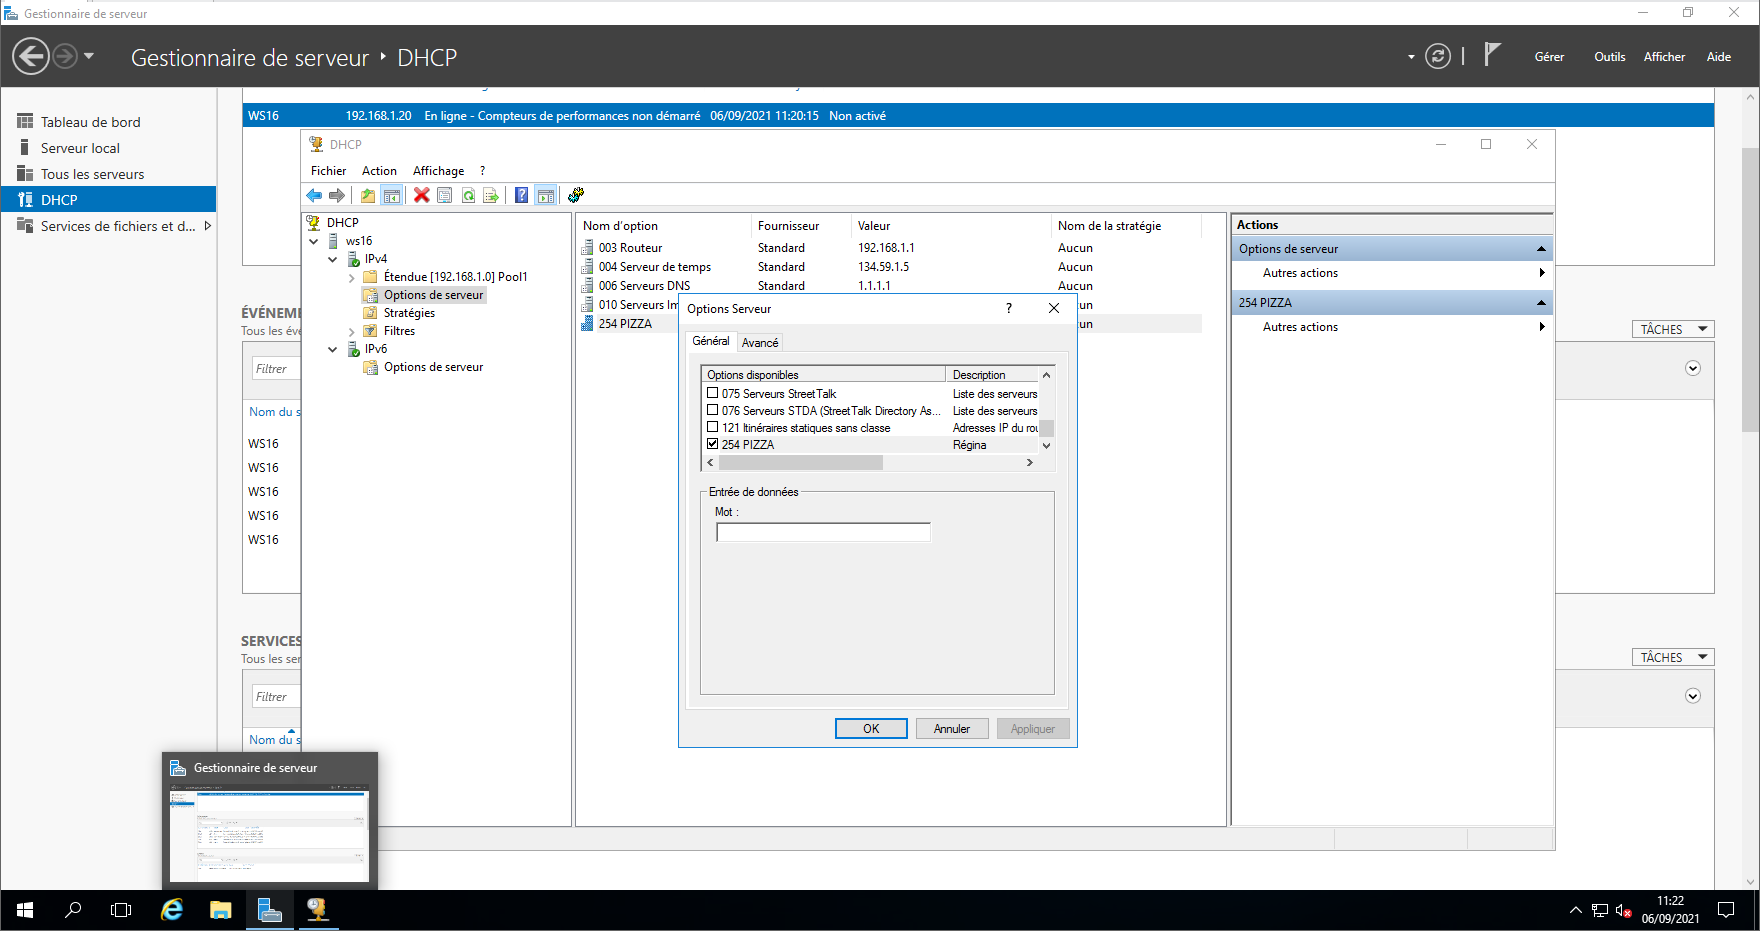 Gestionnaire de serveur
Gestionnaire de serveur ‣ DHCP
Gérer Outils Afficher Aide
Tableau de bord
Serveur local
Tous les serveurs
DHCP
Services de fichiers et d...
WS16 192.168.1.20 En ligne - Compteurs de performances non démarré 06/09/2021 11:20:15 Non activé
DHCP
Fichier Action Affichage ?
DHCP
ws16
IPv4
Étendue [192.168.1.0] Pool1
Options de serveur
Stratégies
Filtres
IPv6
Options de serveur
Nom d'option Fournisseur Valeur Nom de la stratégie
003 Routeur Standard 192.168.1.1 Aucun
004 Serveur de temps Standard 134.59.1.5 Aucun
006 Serveurs DNS Standard 1.1.1.1 Aucun
010 Serveurs Im
254 PIZZA
Actions
Options de serveur
Autres actions
254 PIZZA
Autres actions
Options Serveur
?
Général Avancé
Options disponibles Description
075 Serveurs StreetTalk Liste des serveurs
076 Serveurs STDA (StreetTalk Directory As... Liste des serveurs
121 Itinéraires statiques sans classe Adresses IP du rou
254 PIZZA Régina
Entrée de données
Mot :
OK Annuler Appliquer
ÉVÉNEME
Tous les évé
TÂCHES
Filtrer
Nom du s
WS16
WS16
WS16
WS16
WS16
SERVICES
Tous les ser
TÂCHES
Filtrer
Nom du s
Gestionnaire de serveur
11:22
06/09/2021